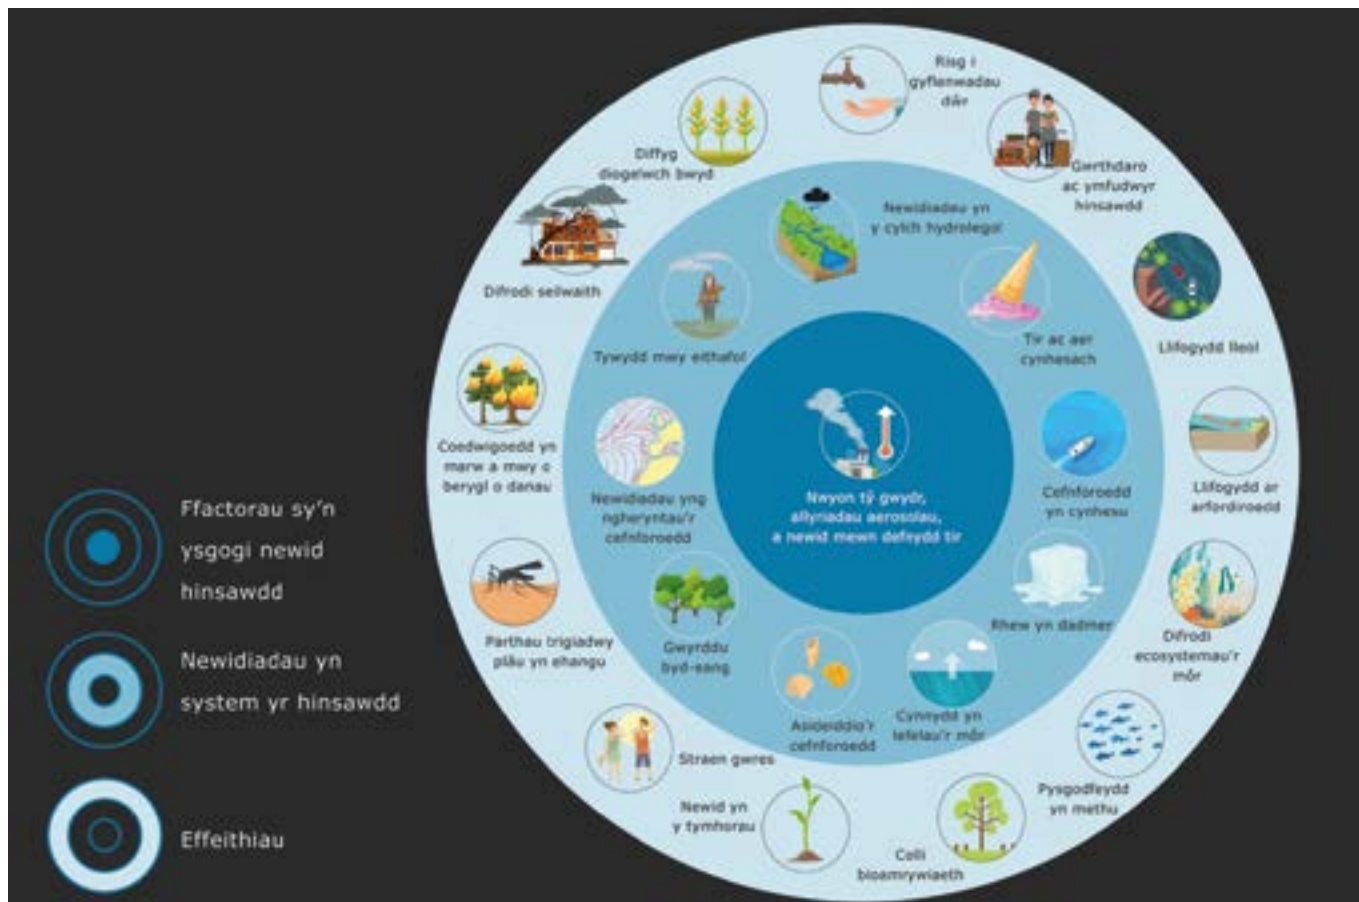 Ffactorau sy'n
ysgogi newid
hinsawdd
Newidiadau yn
system yr hinsawdd
Effeithiau
Nwyon tŷ gwydr,
allyriadau aerosolau,
a newid mewn defnydd tir
Newidiadau yn
y cylch hydrolegol
Tir ac aer
cynhesach
Cefnforoedd
yn cynhesu
Rhew yn dadmer
Cynnydd yn
lefelau'r môr
Asideiddio'r
cefnforoedd
Gwyrddu
byd-eang
Newidiadau yng
ngheryntau'r
cefnforoedd
Tywydd mwy eithafol
Risg i
gyflenwadau
dŵr
Gwrthdaro
ac ymfudwyr
hinsawdd
Llifogydd lleol
Llifogydd ar
arfordiroedd
Difrodi
ecosystemau'r
môr
Pysgodfeydd
yn methu
Colli
bioamrywiaeth
Newid yn
y tymhorau
Straen gwres
Parthau trigiadwy
plâu yn ehangu
Coedwigoedd yn
marw a mwy o
berygl o danau
Difrodi seilwaith
Diffyg
diogelwch bwyd